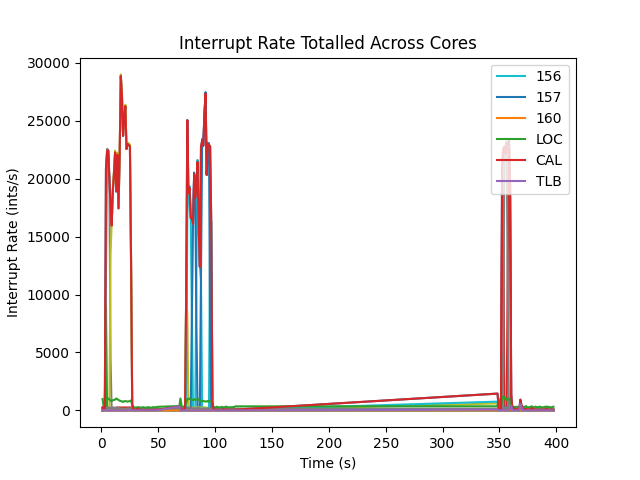 Interrupt Rate Totalled Across Cores
30000
25000
20000
15000
10000
5000
0
Interrupt Rate (ints/s)
156
157
160
LOC
CAL
TLB
0 50 100 150 200 250 300 350 400
Time (s)